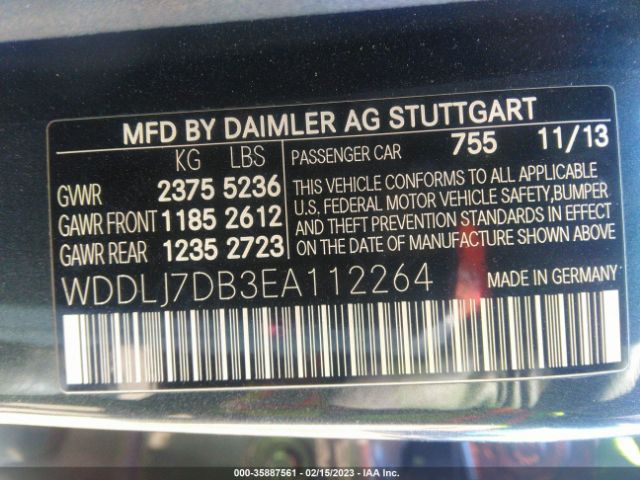 MFD BY DAIMLER AG STUTTGART
KG LBS
GVWR 2375 5236
GAWR FRONT 1185 2612
GAWR REAR 1235 2723
PASSENGER CAR 755 11/13
THIS VEHICLE CONFORMS TO ALL APPLICABLE
U.S. FEDERAL MOTOR VEHICLE SAFETY, BUMPER
AND THEFT PREVENTION STANDARDS IN EFFECT
ON THE DATE OF MANUFACTURE SHOWN ABOVE
WDDLJ7DB3EA112264 MADE IN GERMANY
000-35887561 - 02/15/2023 - IAA Inc.